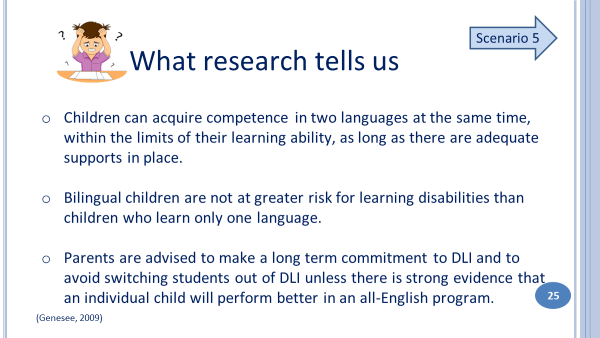 Scenario 5
? ?
What research tells us
o Children can acquire competence in two languages at the same time,
within the limits of their learning ability, as long as there are adequate
supports in place.
o Bilingual children are not at greater risk for learning disabilities than
children who learn only one language.
o Parents are advised to make a long term commitment to DLI and to
avoid switching students out of DLI unless there is strong evidence that
an individual child will perform better in an all-English program.
25
(Genesee, 2009)